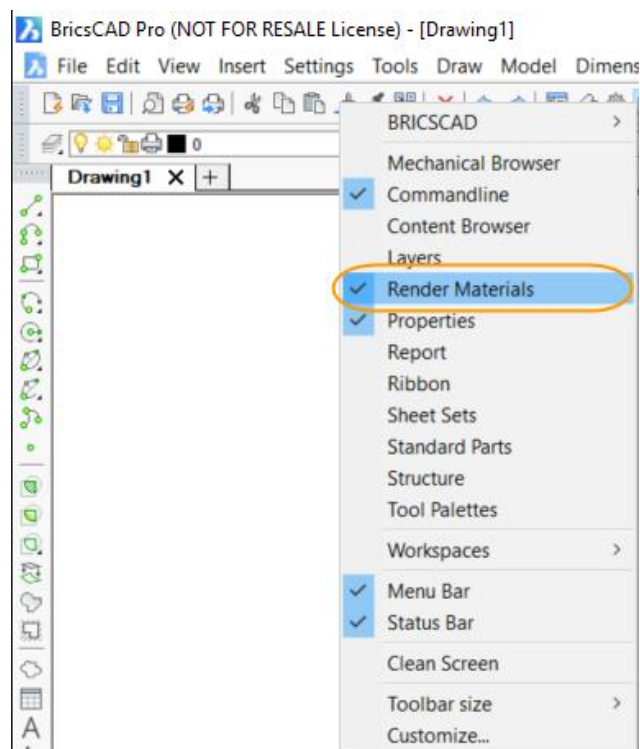 BricsCAD Pro (NOT FOR RESALE License) - [Drawing1]
File Edit View Insert Settings Tools Draw Model Dimens
0
Drawing1 X +
BRICSCAD >
Mechanical Browser
Commandline
Content Browser
Layers
Render Materials
Properties
Report
Ribbon
Sheet Sets
Standard Parts
Structure
Tool Palettes
Workspaces >
Menu Bar
Status Bar
Clean Screen
Toolbar size >
Customize...
A